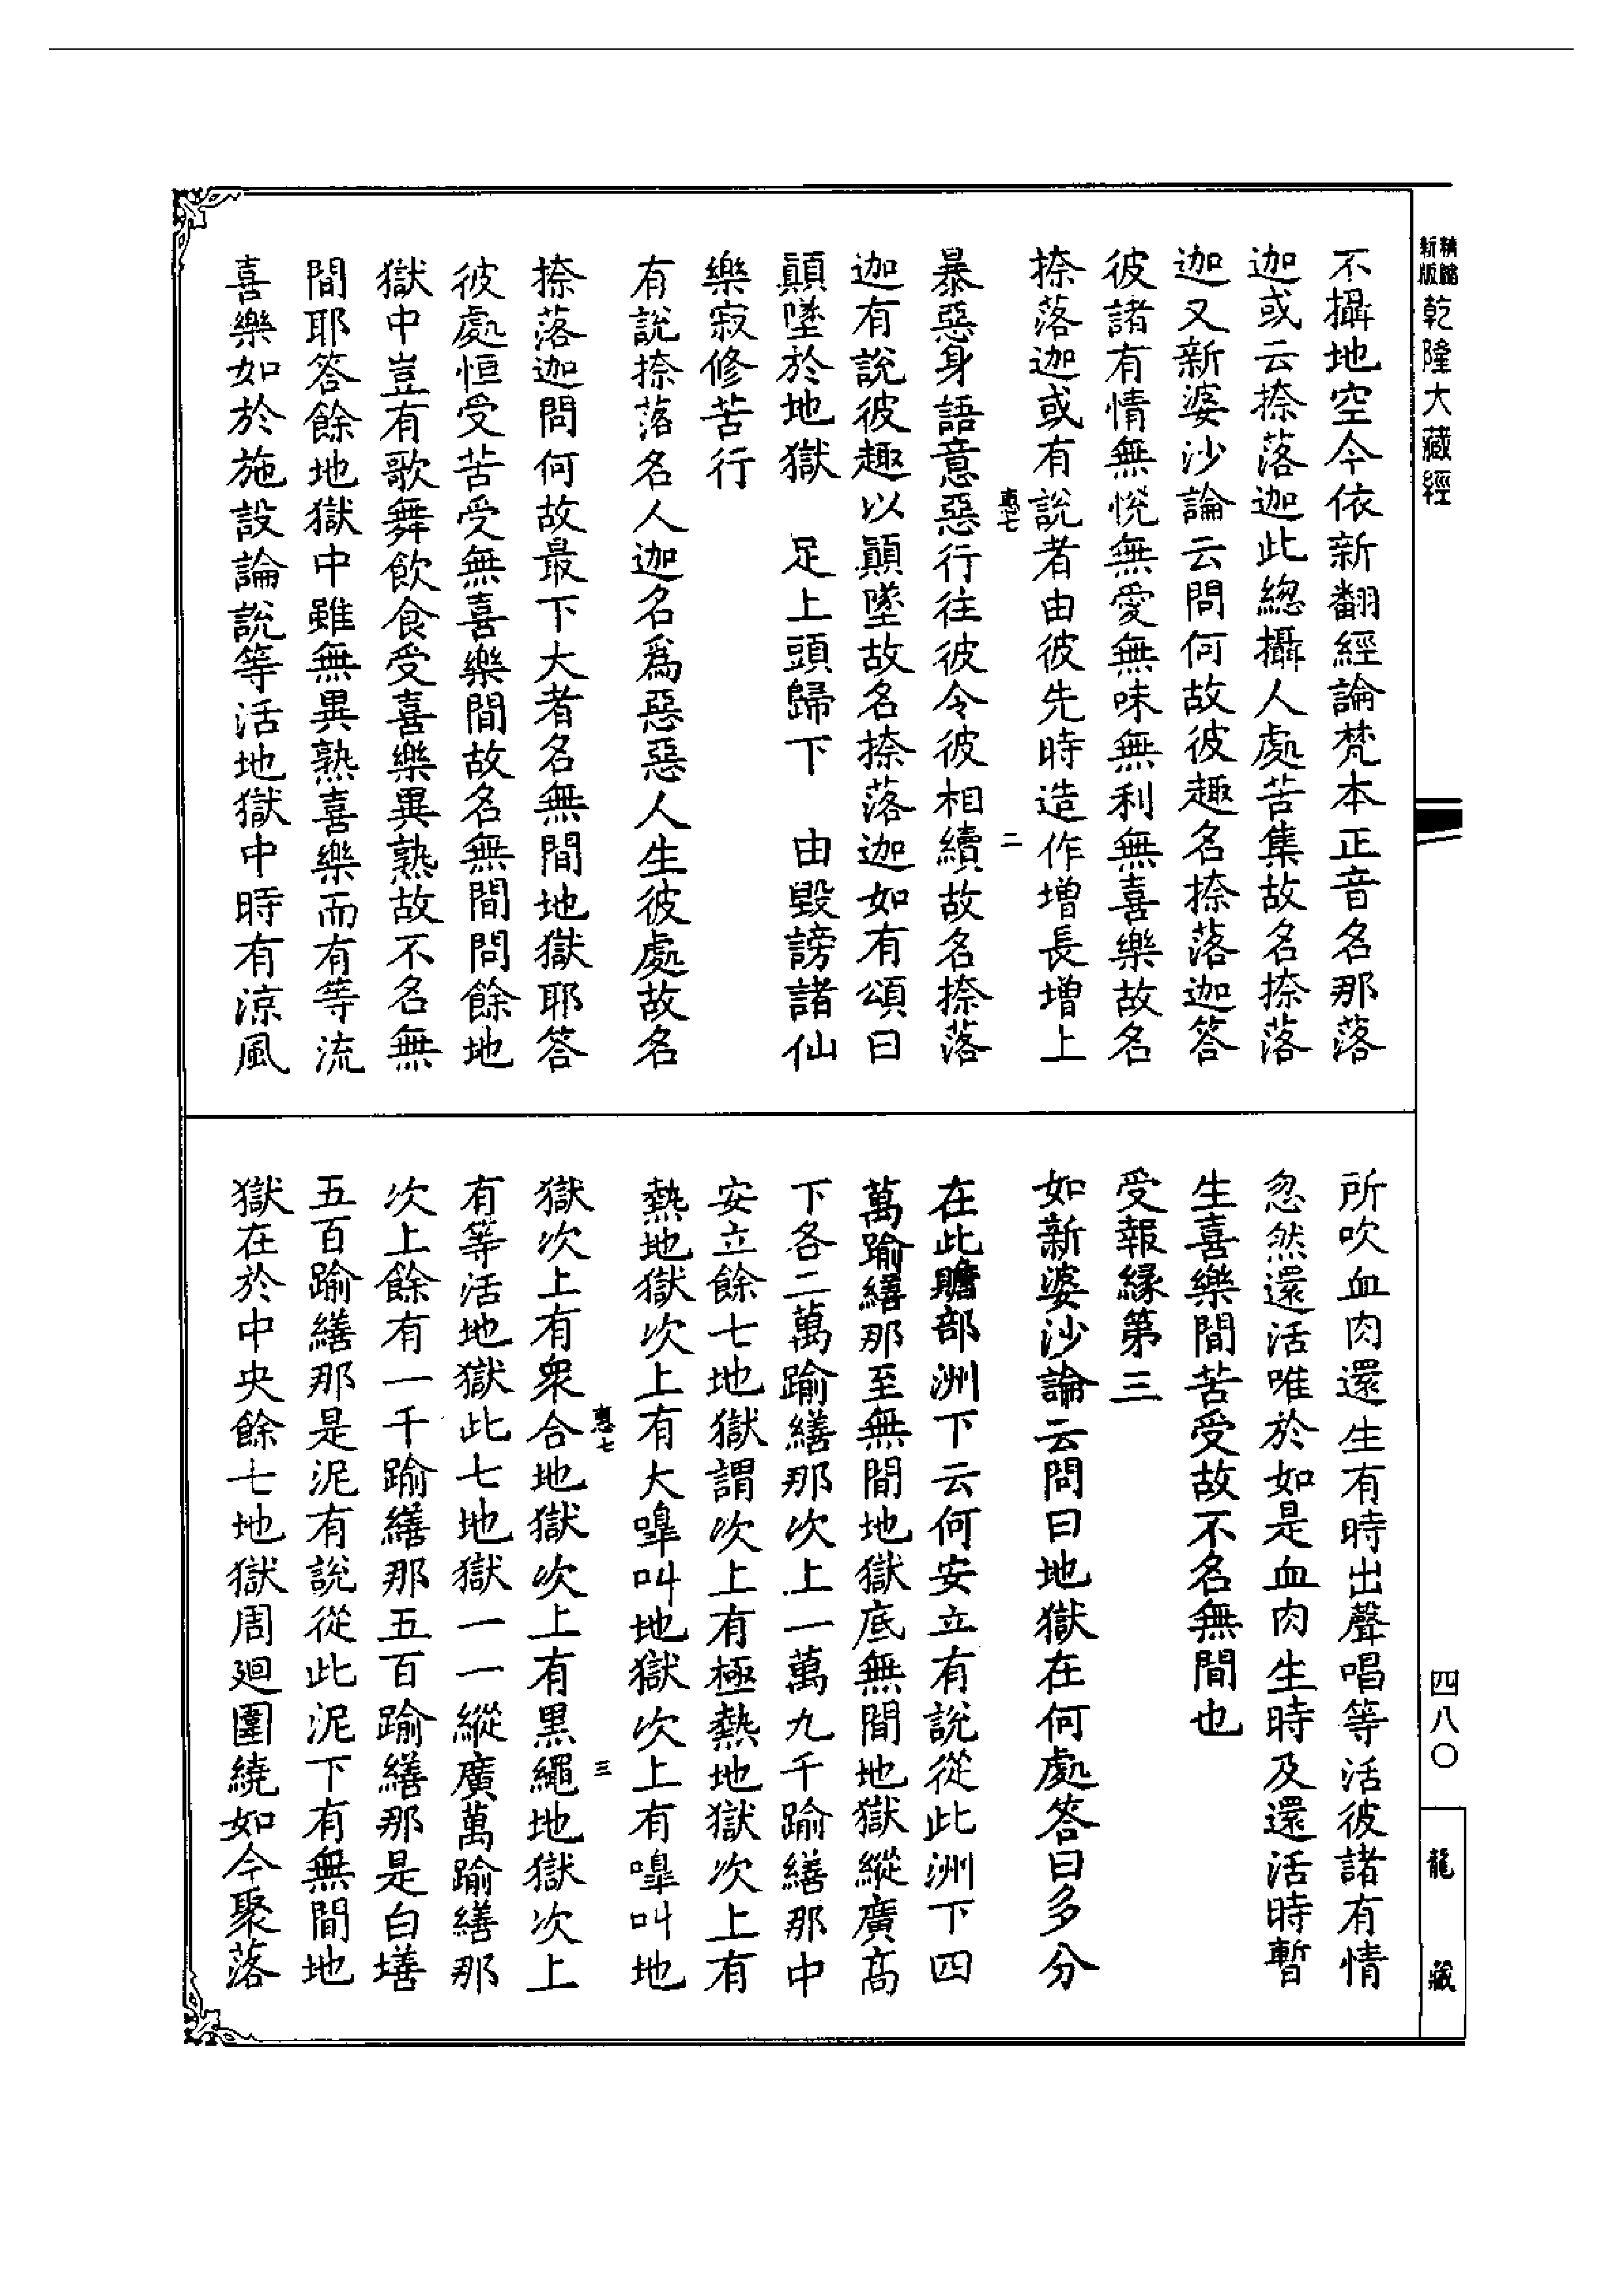 精縮新版乾隆大藏經
不攝地空今依新翻經論梵本正音名那落
迦或云捺落迦此總攝人處苦集故名捺落
迦又新婆沙論云問何故彼趣名捺落迦答
彼諸有情無悅無愛無味無利無喜樂故名
捺落迦或有說者由彼先時造作增長增上
惠七
二
暴惡身語意惡行往彼令彼相續故名捺落
迦有說彼趣以顚墜故名捺落迦如有頌曰
顚墜於地獄 足上頭歸下 由毀謗諸仙
樂寂修苦行
有說捺落名人迦名爲惡惡人生彼處故名
捺落迦問何故最下大者名無間地獄耶答
彼處恒受苦受無喜樂間故名無間問餘地
獄中豈有歌舞飲食受喜樂異熟故不名無
間耶答餘地獄中雖無異熟喜樂而有等流
喜樂如於施設論說等活地獄中時有涼風
所吹血肉還生有時出聲唱等活彼諸有情
忽然還活唯於如是血肉生時及還活時暫
生喜樂間苦受故不名無間也
受報緣第三
如新婆沙論云問曰地獄在何處答曰多分
在此贍部洲下云何安立有說從此洲下四
萬踰繕那至無間地獄底無間地獄縱廣高
下各二萬踰繕那次上一萬九千踰繕那中
安立餘七地獄謂次上有極熱地獄次上有
熱地獄次上有大嘷叫地獄次上有嘷叫地
惠七
三
獄次上有衆合地獄次上有黑繩地獄次上
有等活地獄此七地獄一一縱廣萬踰繕那
次上餘有一千踰繕那五百踰繕那是白墡
五百踰繕那是泥有說從此泥下有無間地
獄在於中央餘七地獄周迴圍繞如今聚落
四八〇
龍藏